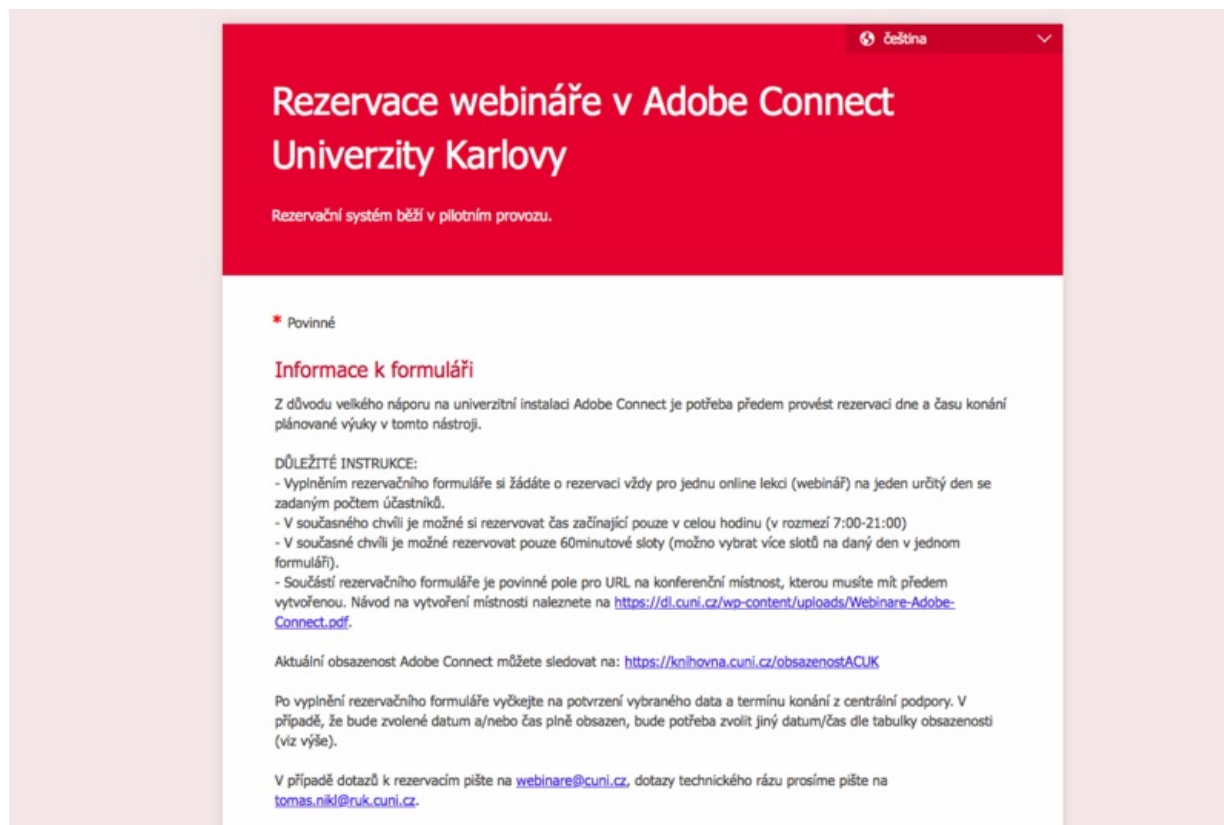 čeština
Rezervace webináře v Adobe Connect
Univerzity Karlovy
Rezervační systém běží v pilotním provozu.
* Povinné
Informace k formuláři
Z důvodu velkého náporu na univerzitní instalaci Adobe Connect je potřeba předem provést rezervaci dne a času konání
plánované výuky v tomto nástroji.
DŮLEŽITÉ INSTRUKCE:
- Vyplněním rezervačního formuláře si žádáte o rezervaci vždy pro jednu online lekci (webinář) na jeden určitý den se
zadaným počtem účastníků.
- V současného chvíli je možné si rezervovat čas začínající pouze v celou hodinu (v rozmezí 7:00-21:00)
- V současné chvíli je možné rezervovat pouze 60minutové sloty (možno vybrat více slotů na daný den v jednom
formuláři).
- Součástí rezervačního formuláře je povinné pole pro URL na konferenční místnost, kterou musíte mít předem
vytvořenou. Návod na vytvoření místnosti naleznete na https://dl.cuni.cz/wp-content/uploads/Webinare-Adobe-
Connect.pdf.
Aktuální obsazenost Adobe Connect můžete sledovat na: https://knihovna.cuni.cz/obsazenostACUK
Po vyplnění rezervačního formuláře vyčkejte na potvrzení vybraného data a termínu konání z centrální podpory. V
případě, že bude zvolené datum a/nebo čas plně obsazen, bude potřeba zvolit jiný datum/čas dle tabulky obsazenosti
(viz výše).
V případě dotazů k rezervacím pište na webinare@cuni.cz, dotazy technického rázu prosíme pište na
tomas.nikl@ruk.cuni.cz.